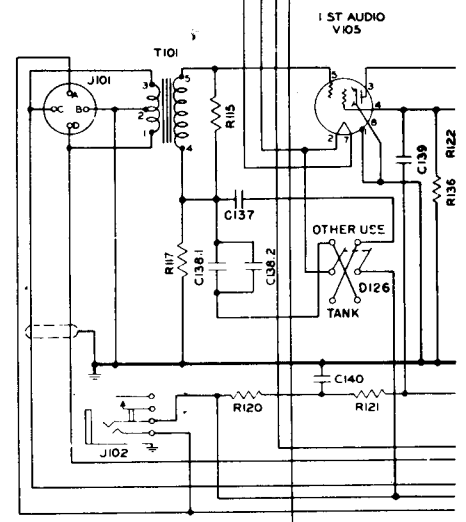 1 ST AUDIO
V105
T101
J101
3
5
5
3
A
C
B
2
4
D
1
4
2
7
1
8
R115
C139
R122
R136
C137
OTHER USE
R117
C138.1
C138.2
D126
TANK
C140
R120
R121
J102